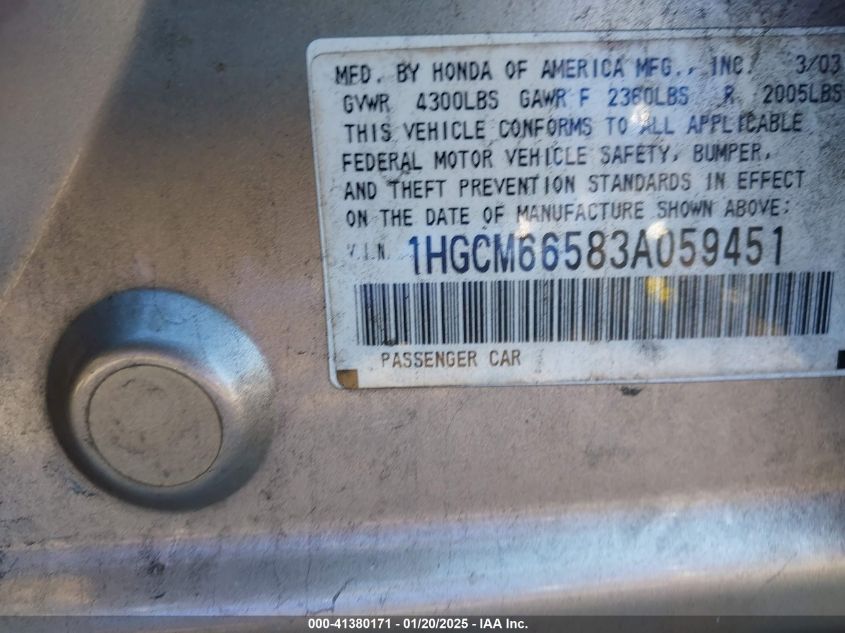 MFD. BY HONDA OF AMERICA MFG., INC. 3/03
GVWR 4300LBS GAWR F 2360LBS R 2005LBS
THIS VEHICLE CONFORMS TO ALL APPLICABLE
FEDERAL MOTOR VEHICLE SAFETY, BUMPER,
AND THEFT PREVENTION STANDARDS IN EFFECT
ON THE DATE OF MANUFACTURE SHOWN ABOVE:
V.I.N. 1HGCM66583A059451
PASSENGER CAR
000-41380171 — 01/20/2025 — IAA Inc.